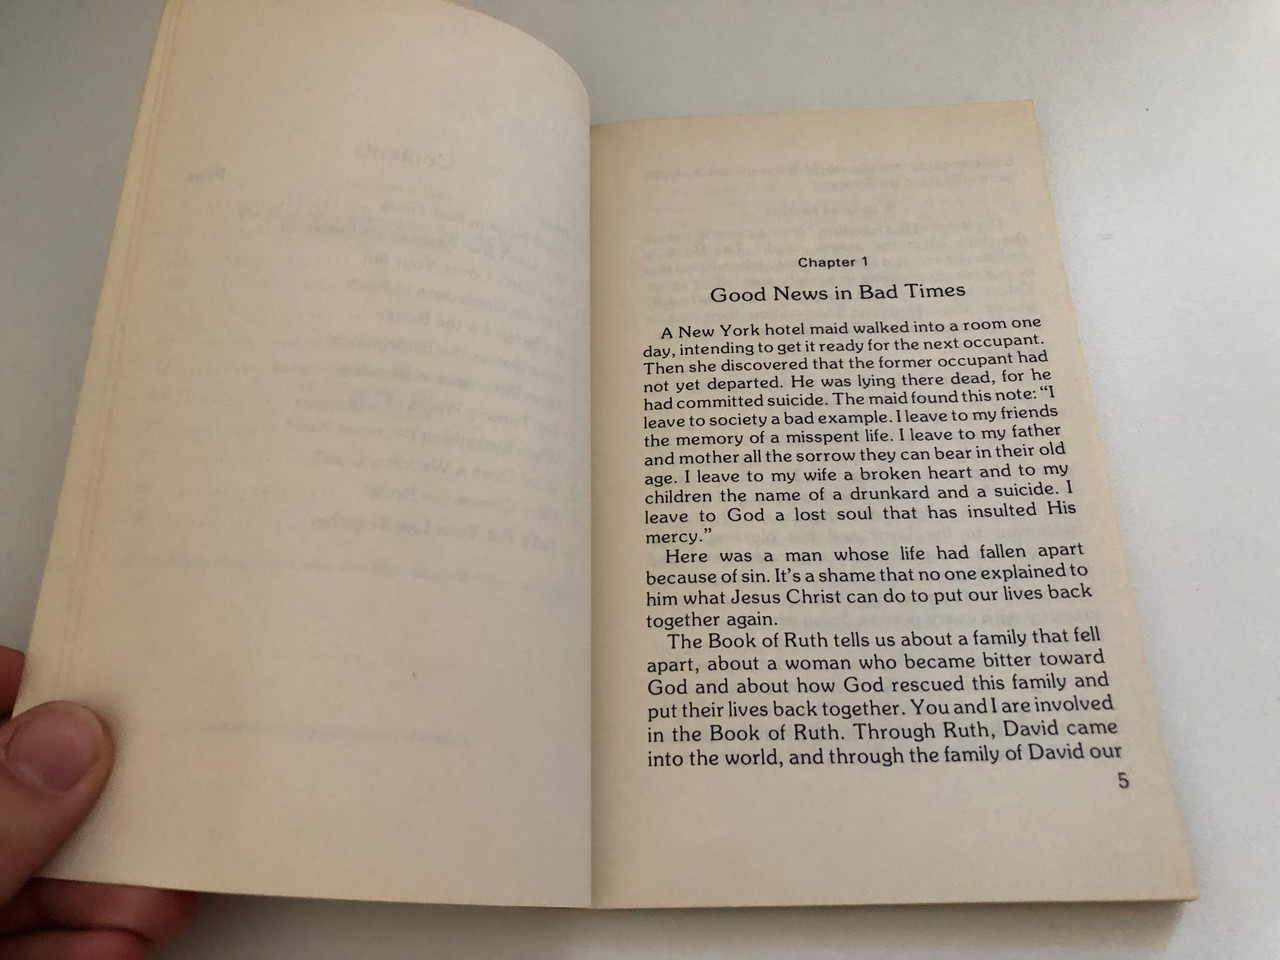 Contents
Chapter 1
Good News in Bad Times
A New York hotel maid walked into a room one
day, intending to get it ready for the next occupant.
Then she discovered that the former occupant had
not yet departed. He was lying there dead, for he
had committed suicide. The maid found this note: “I
leave to society a bad example. I leave to my friends
the memory of a misspent life. I leave to my father
and mother all the sorrow they can bear in their old
age. I leave to my wife a broken heart and to my
children the name of a drunkard and a suicide. I
leave to God a lost soul that has insulted His
mercy.”
Here was a man whose life had fallen apart
because of sin. It’s a shame that no one explained to
him what Jesus Christ can do to put our lives back
together again.
The Book of Ruth tells us about a family that fell
apart, about a woman who became bitter toward
God and about how God rescued this family and
put their lives back together. You and I are involved
in the Book of Ruth. Through Ruth, David came
into the world, and through the family of David our
5